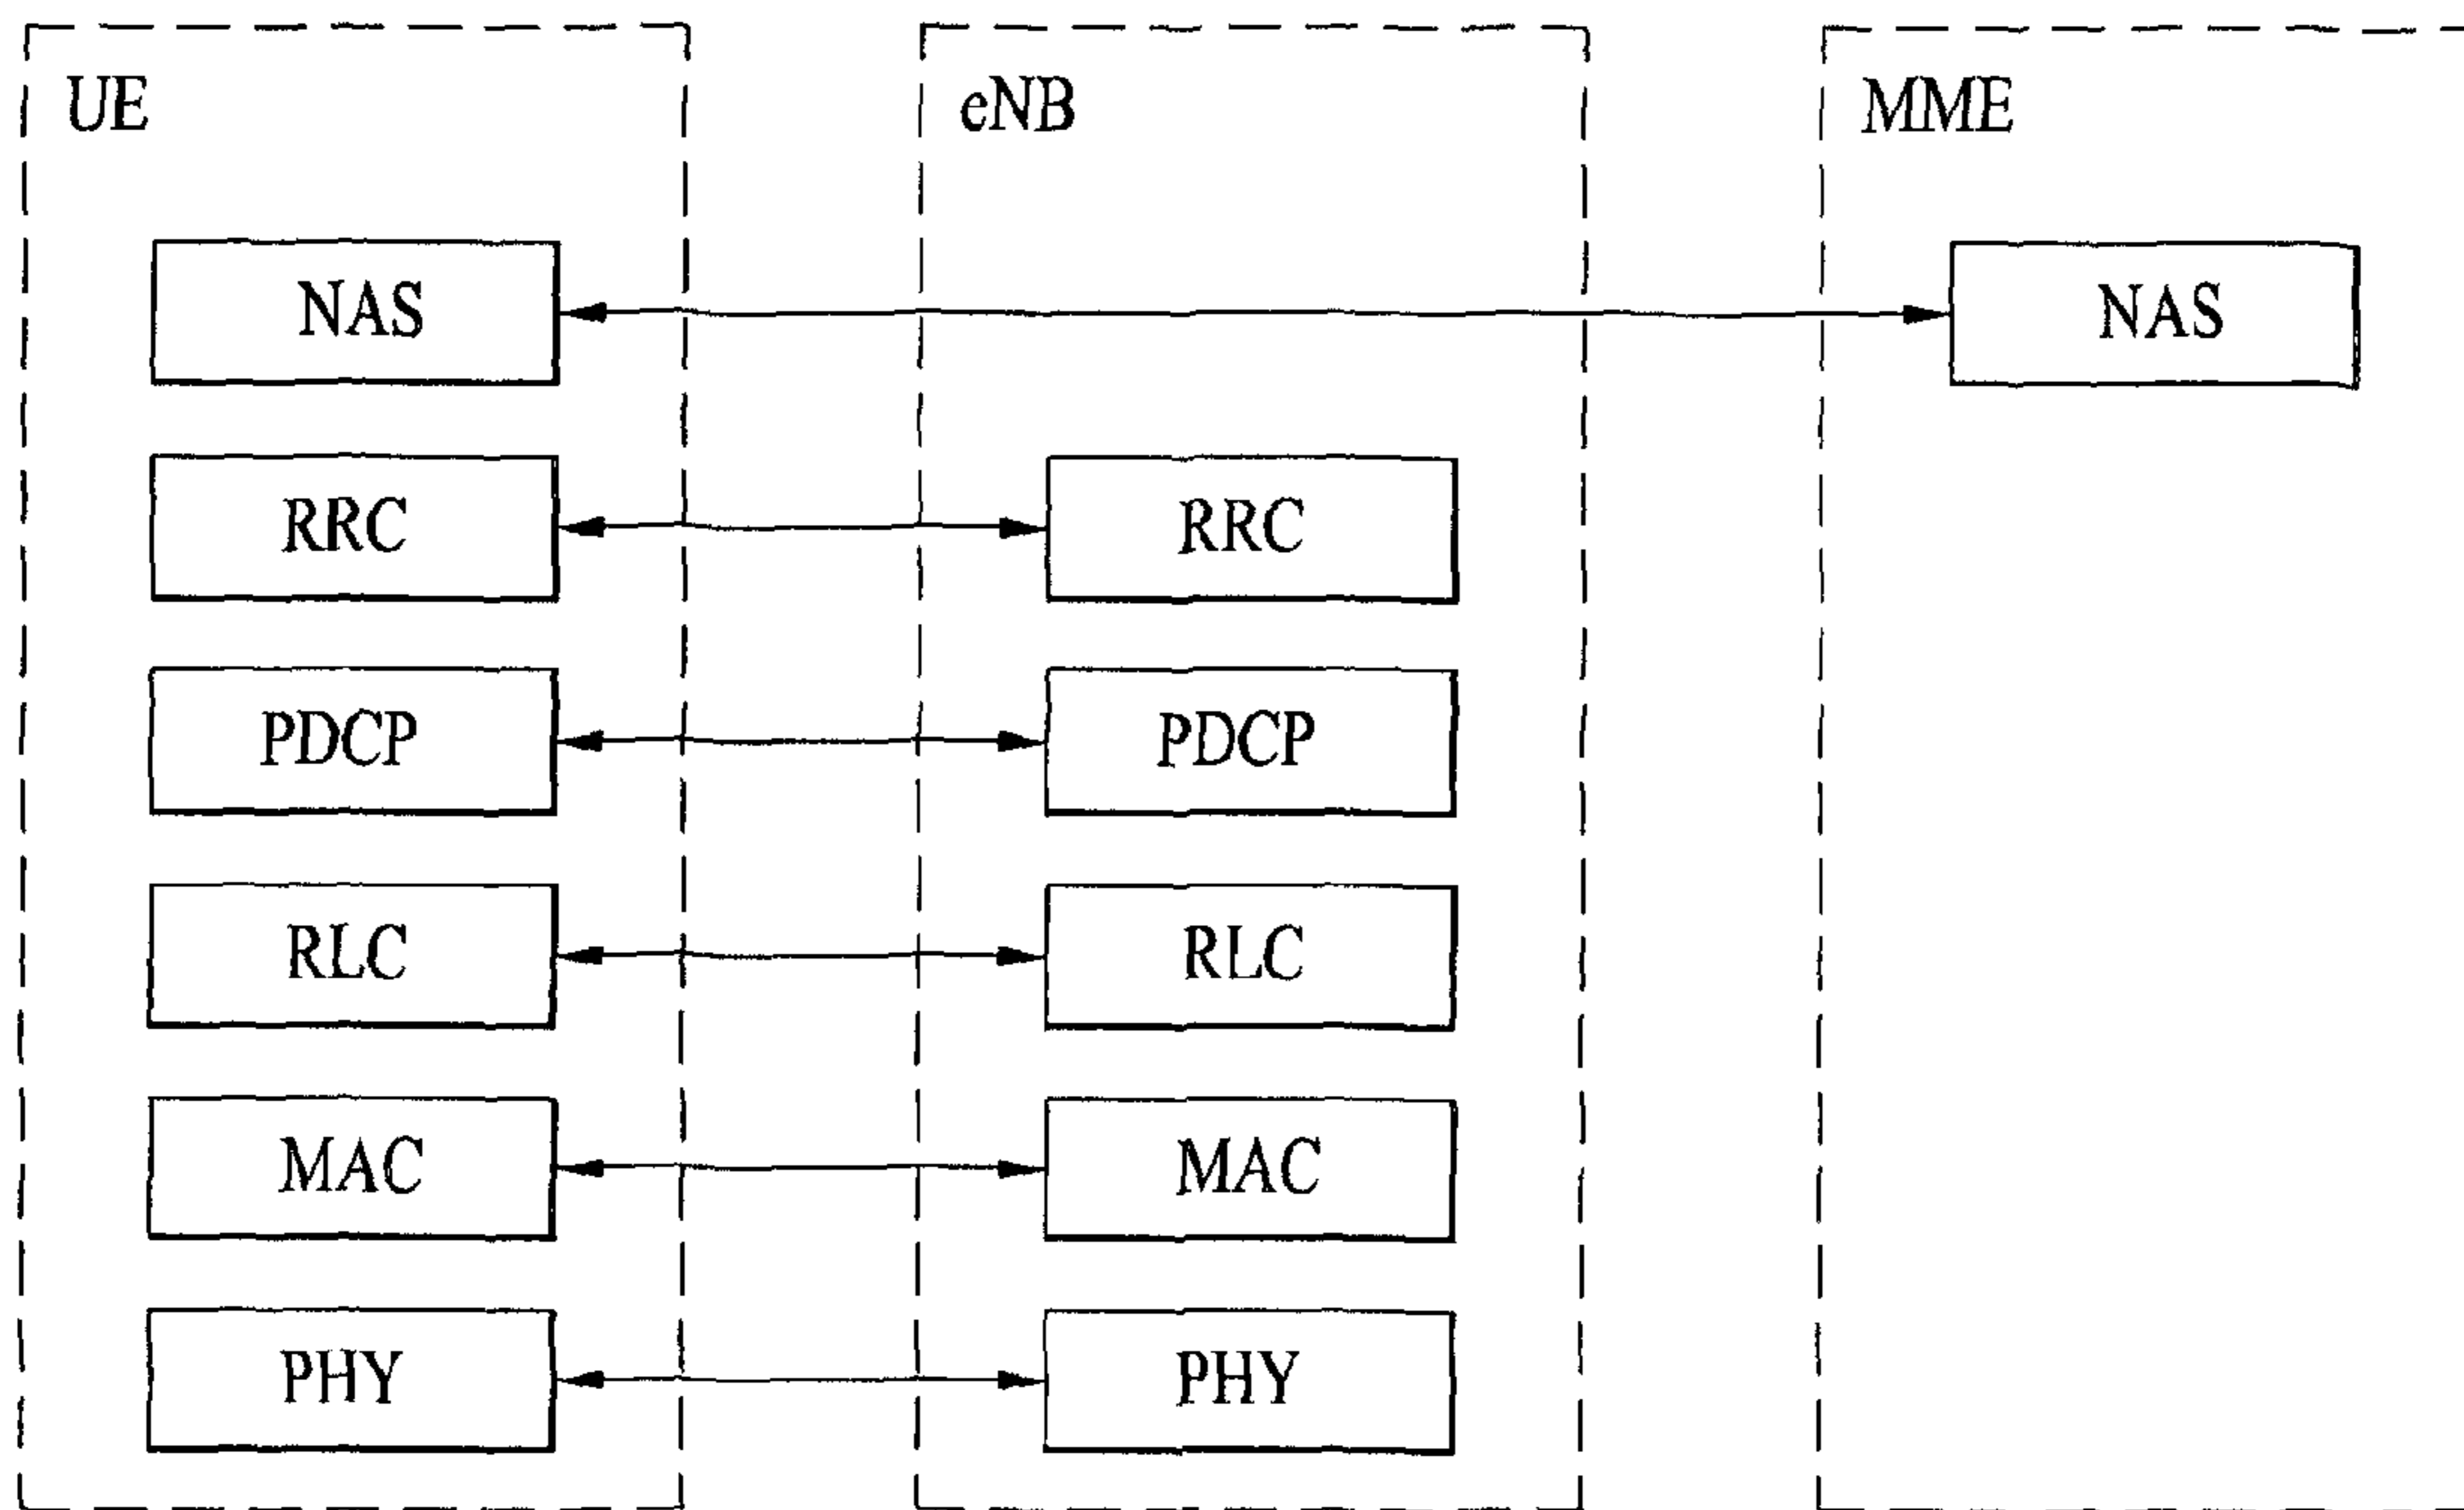 UE
eNB
MME
NAS
NAS
RRC
RRC
PDCP
PDCP
RLC
RLC
MAC
MAC
PHY
PHY